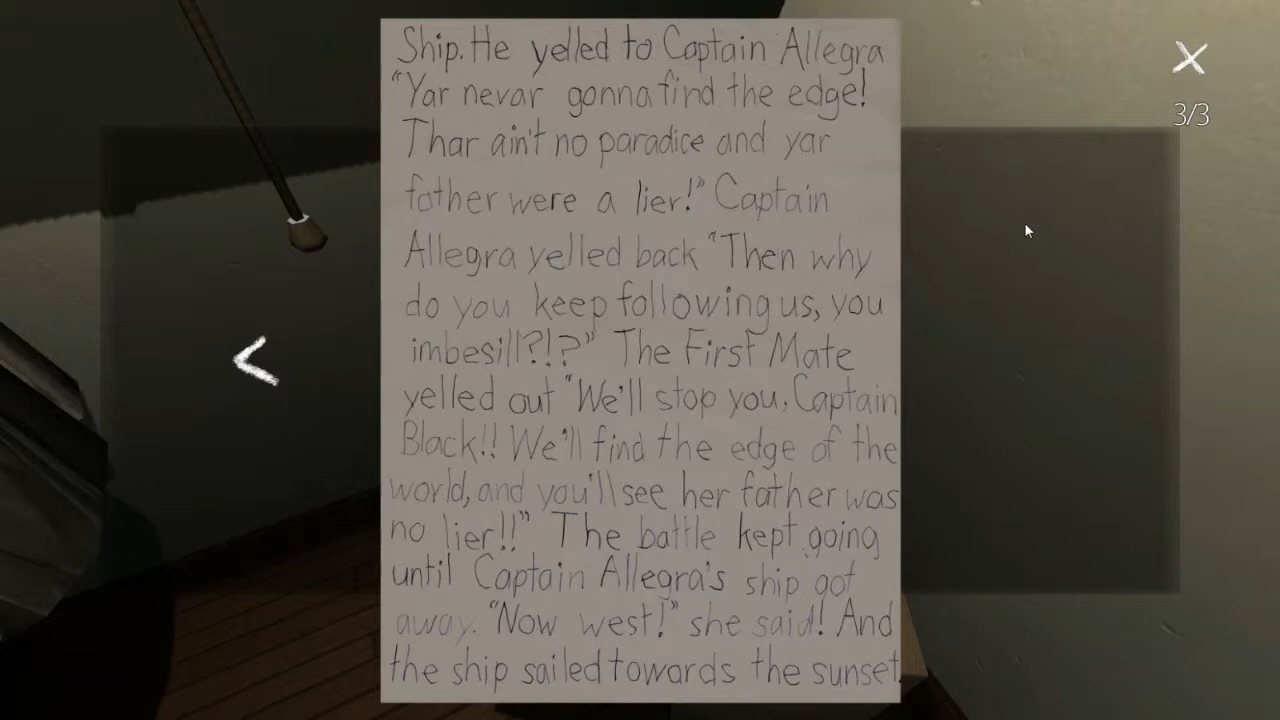 Ship. He yelled to Captain Allegra
"Yar nevar gonna find the edge!
Thar ain't no paradice and yar
father were a lier!" Captain
Allegra yelled back "Then why
do you keep following us, you
imbesill?!?" The First Mate
yelled out "We'll stop you, Captain
Black!! We'll find the edge of the
world, and you'll see her father was
no lier!!" The battle kept going
until Captain Allegra's ship got
away. "Now west!" she said! And
the ship sailed towards the sunset.
3/3